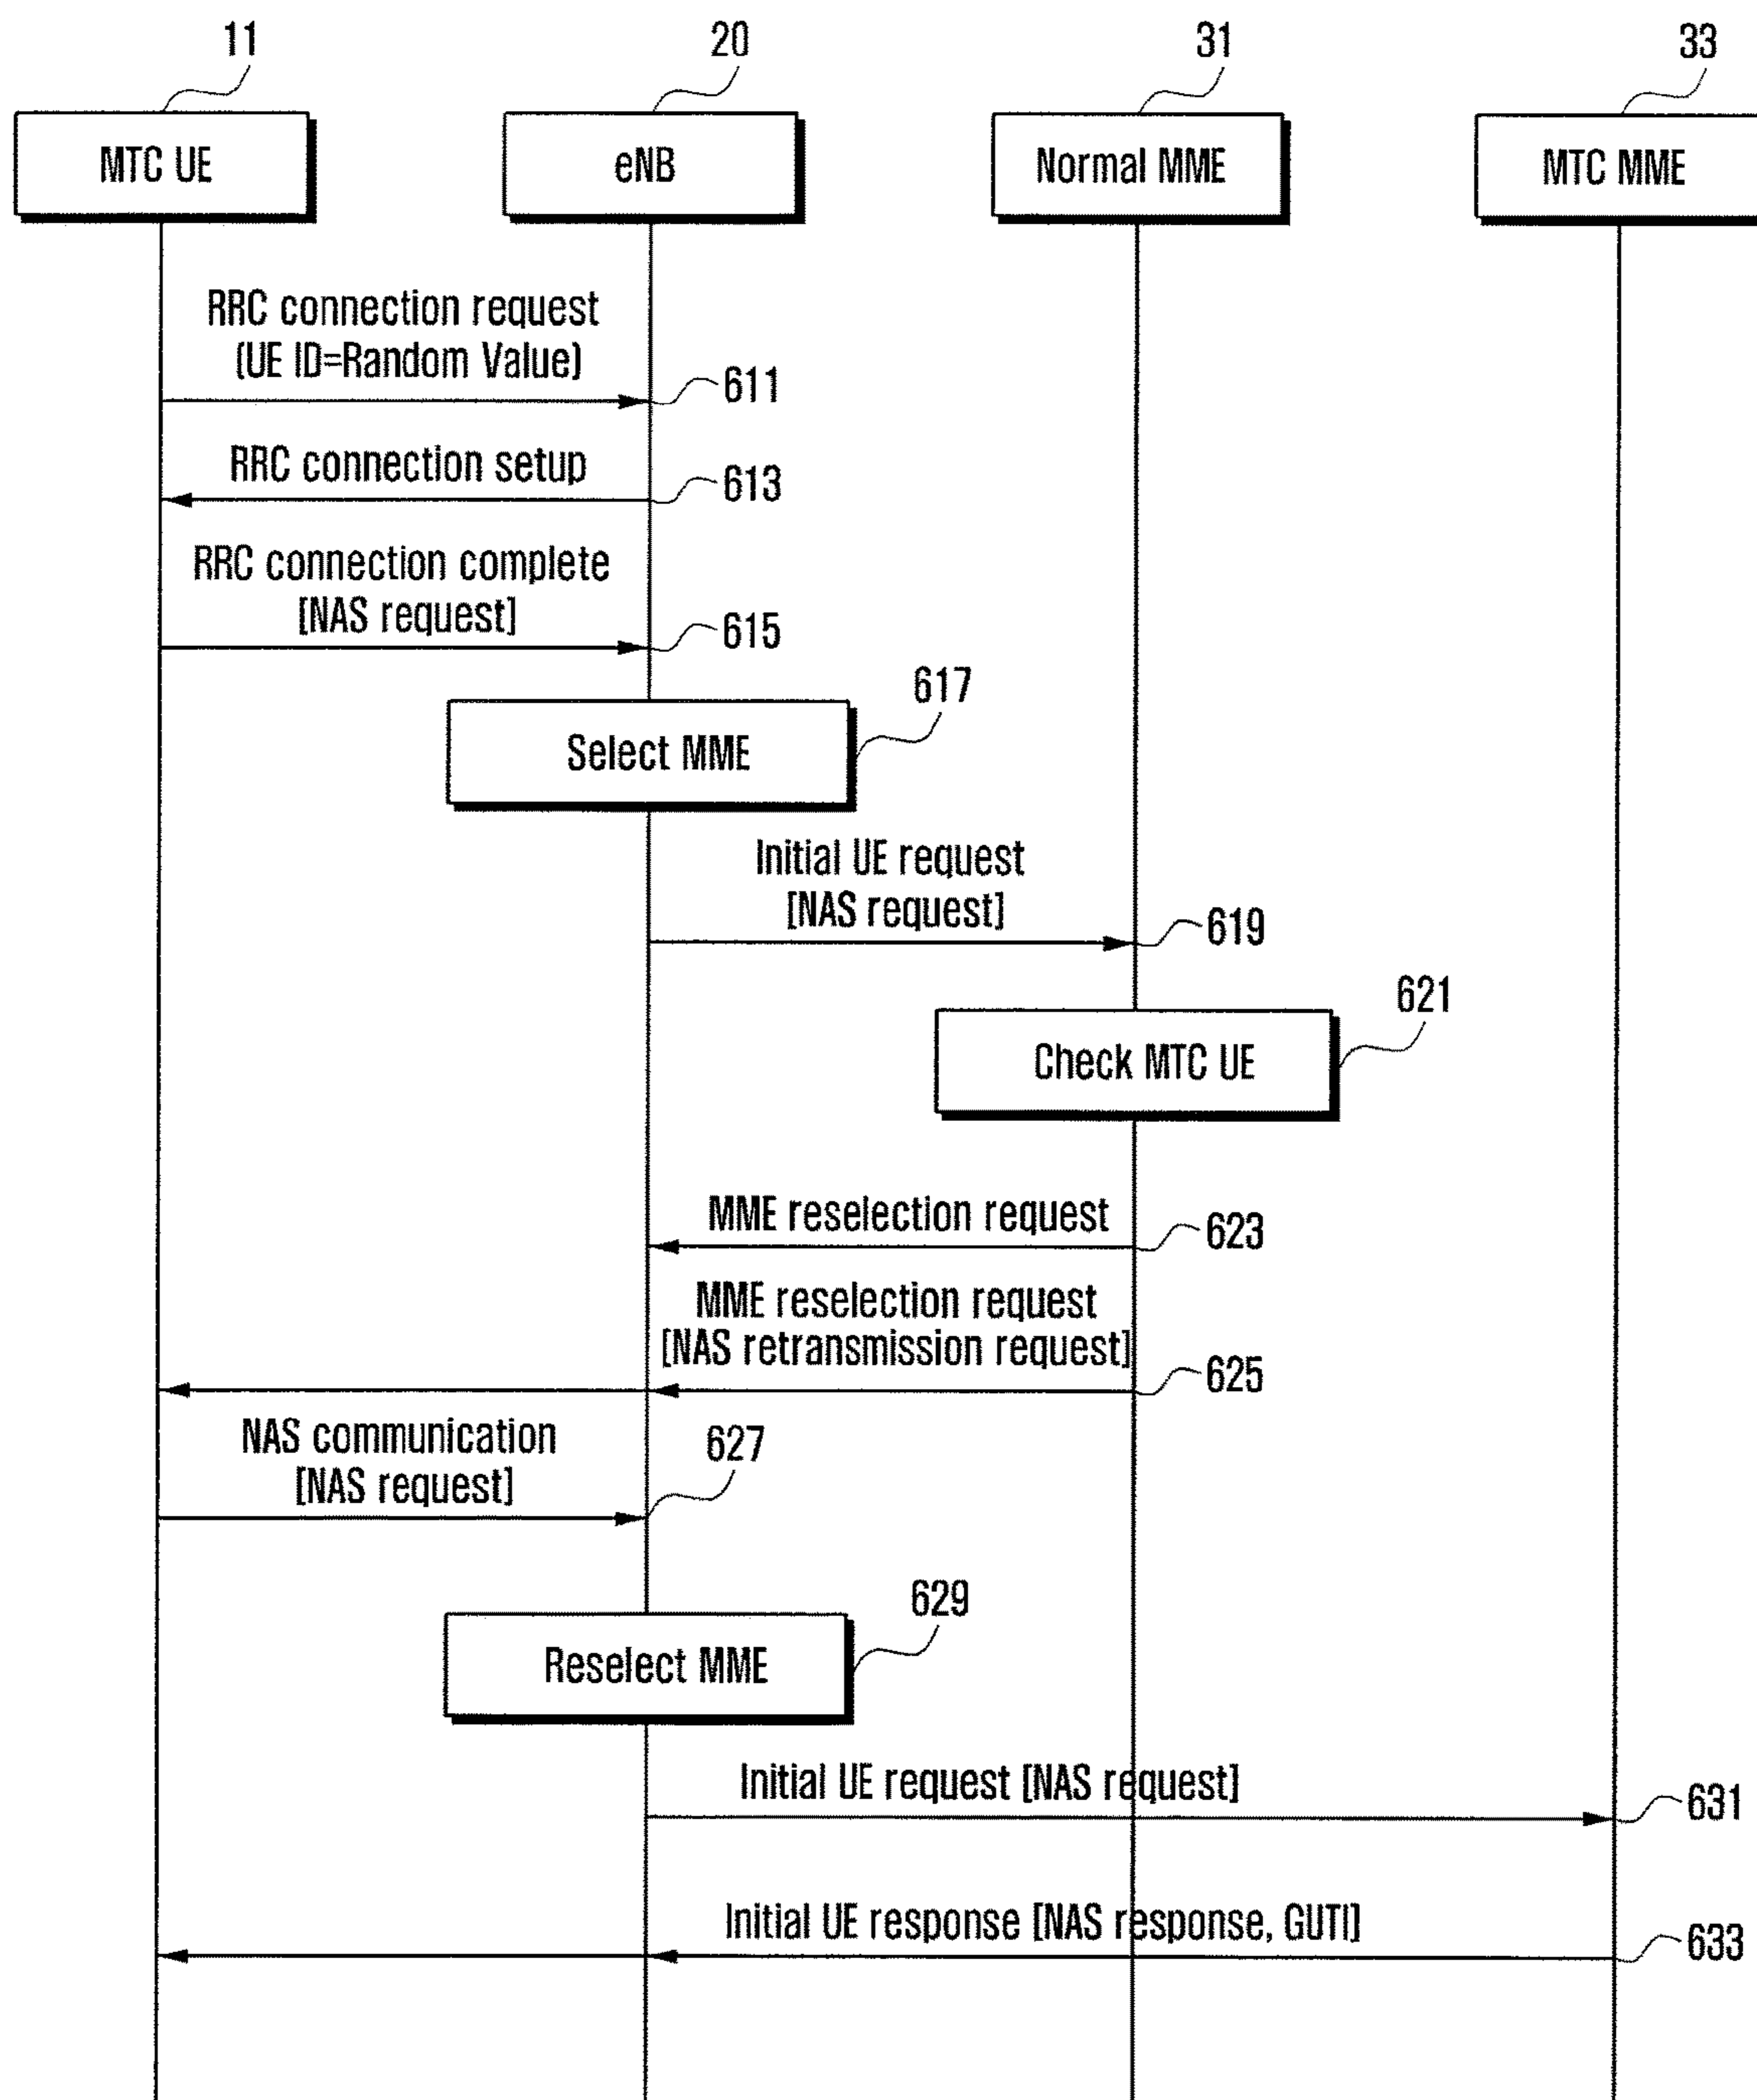 11
20
31
33
MTC UE
eNB
Normal MME
MTC MME
RRC connection request
(UE ID=Random Value)
611
RRC connection setup
613
RRC connection complete
[NAS request]
615
617
Select MME
Initial UE request
[NAS request]
619
621
Check MTC UE
MME reselection request
623
MME reselection request
[NAS retransmission request]
625
NAS communication
[NAS request]
627
629
Reselect MME
Initial UE request [NAS request]
631
Initial UE response [NAS response, GUTI]
633